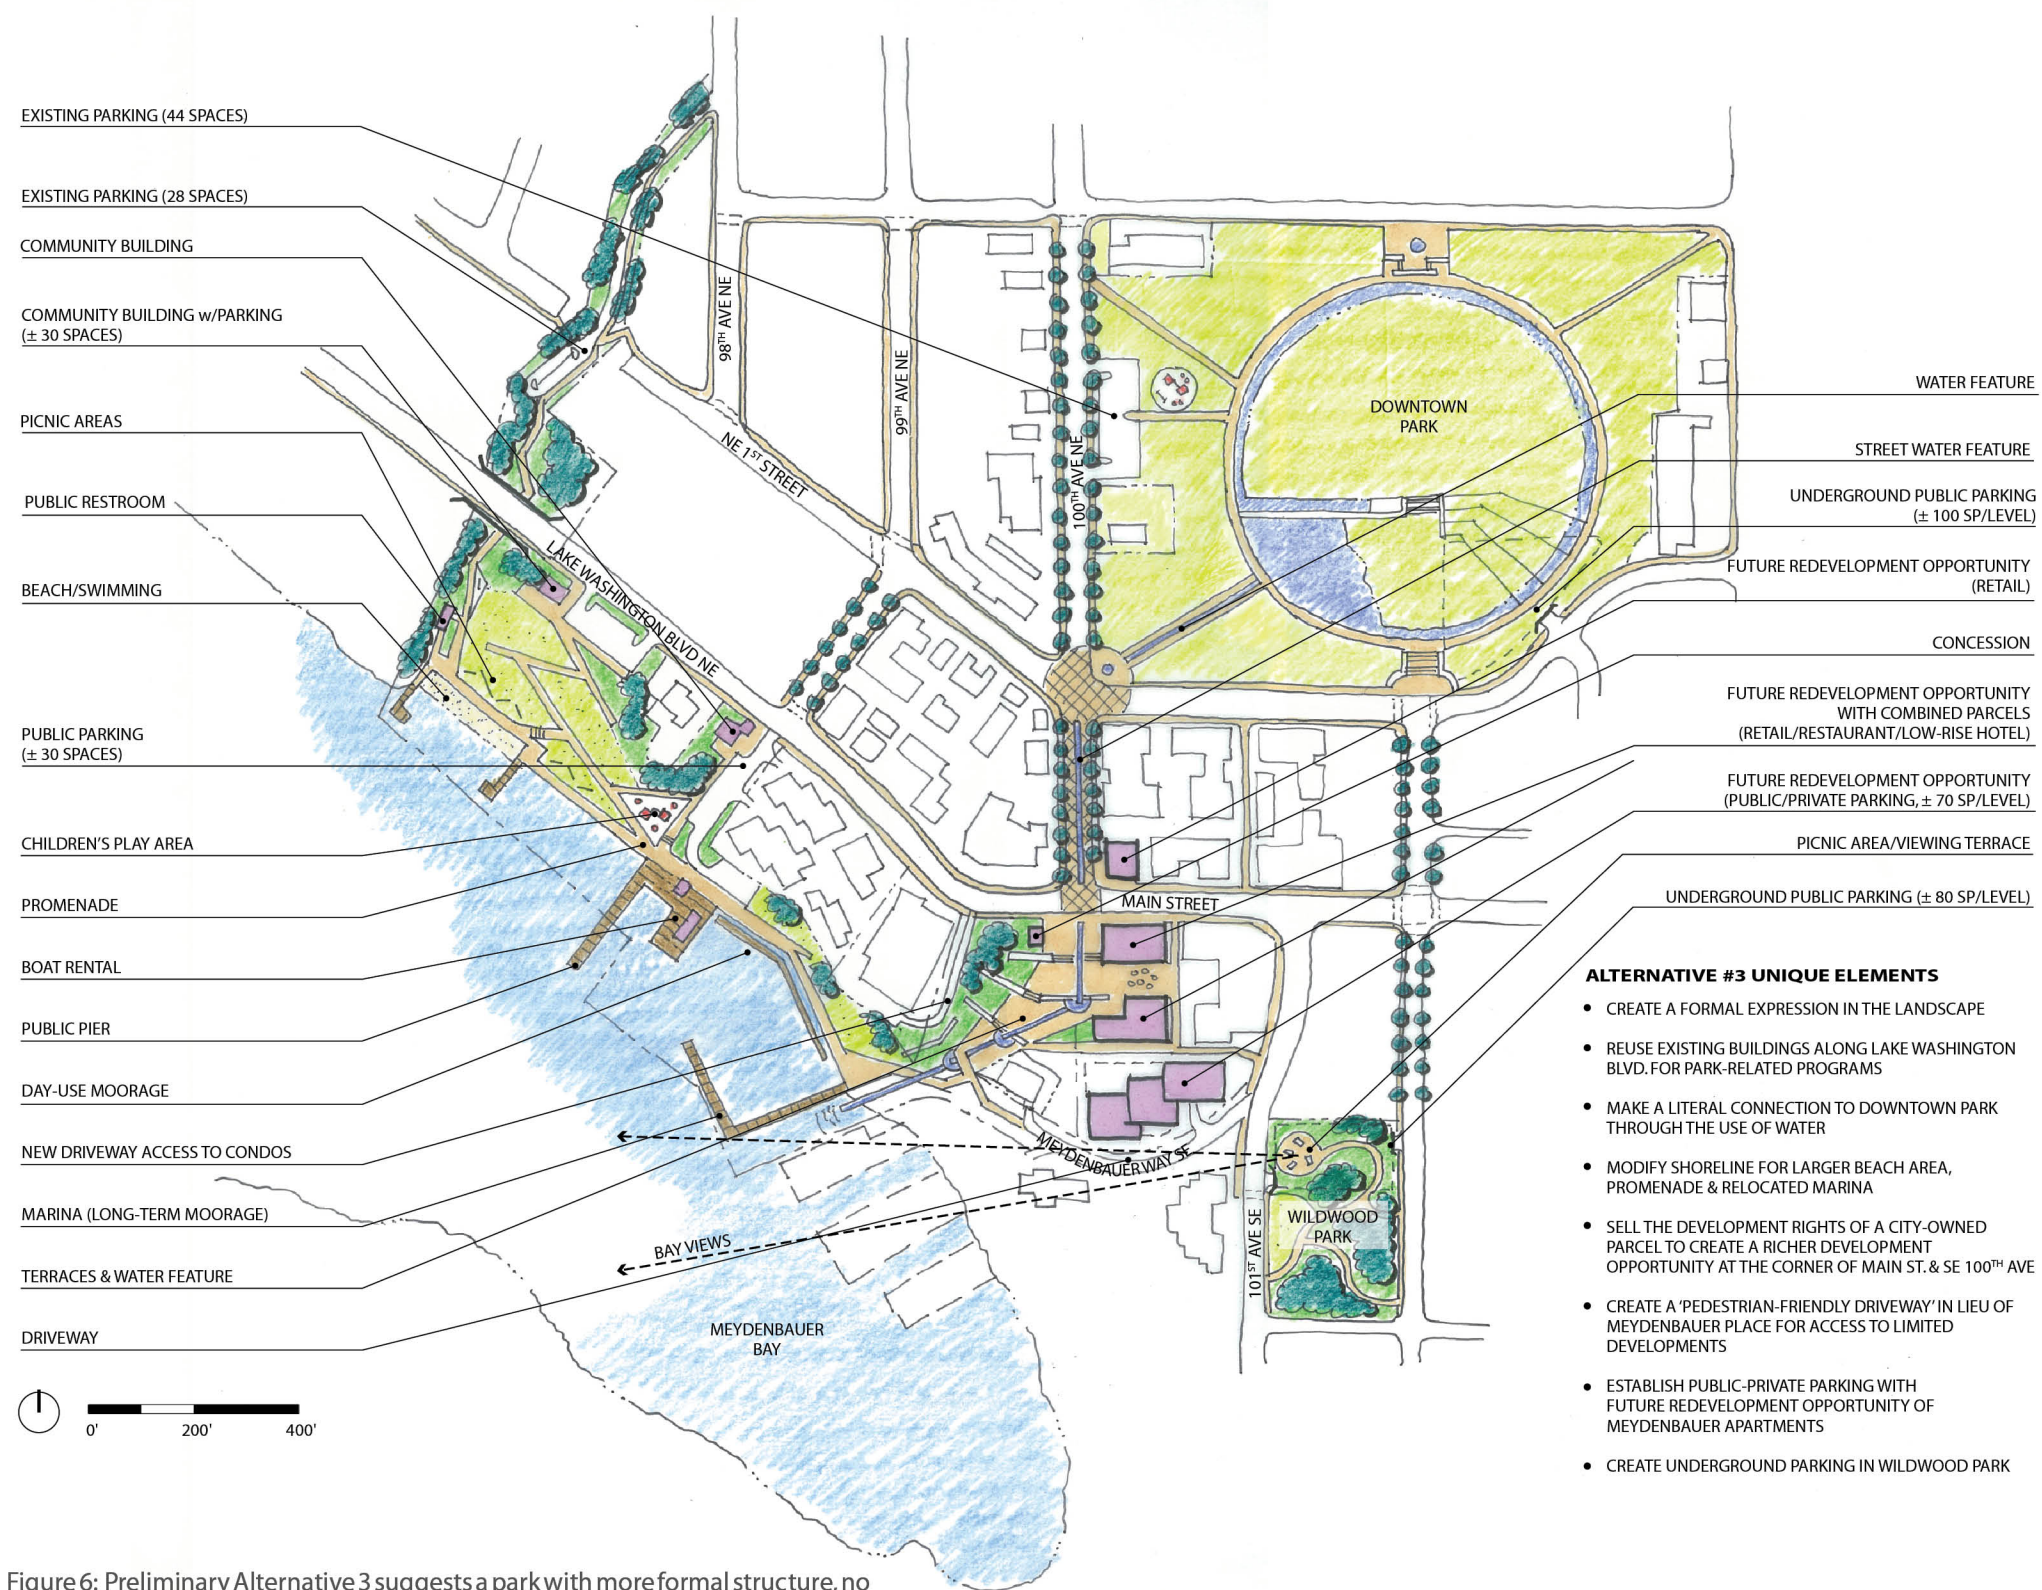 EXISTING PARKING (44 SPACES)
EXISTING PARKING (28 SPACES)
COMMUNITY BUILDING
COMMUNITY BUILDING w/PARKING
(± 30 SPACES)
PICNIC AREAS
PUBLIC RESTROOM
BEACH/SWIMMING
PUBLIC PARKING
(± 30 SPACES)
CHILDREN'S PLAY AREA
PROMENADE
BOAT RENTAL
PUBLIC PIER
DAY-USE MOORAGE
NEW DRIVEWAY ACCESS TO CONDOS
MARINA (LONG-TERM MOORAGE)
TERRACES & WATER FEATURE
DRIVEWAY
0' 200' 400'
98TH AVE NE
99TH AVE NE
100TH AVE NE
NE 1ST STREET
LAKE WASHINGTON BLVD NE
DOWNTOWN
PARK
MAIN STREET
MEYDENBAUER WAY SE
BAY VIEWS
101ST AVE SE
WILDWOOD
PARK
MEYDENBAUER
BAY
WATER FEATURE
STREET WATER FEATURE
UNDERGROUND PUBLIC PARKING
(± 100 SP/LEVEL)
FUTURE REDEVELOPMENT OPPORTUNITY
(RETAIL)
CONCESSION
FUTURE REDEVELOPMENT OPPORTUNITY
WITH COMBINED PARCELS
(RETAIL/RESTAURANT/LOW-RISE HOTEL)
FUTURE REDEVELOPMENT OPPORTUNITY
(PUBLIC/PRIVATE PARKING, ± 70 SP/LEVEL)
PICNIC AREA/VIEWING TERRACE
UNDERGROUND PUBLIC PARKING (± 80 SP/LEVEL)
ALTERNATIVE #3 UNIQUE ELEMENTS
• CREATE A FORMAL EXPRESSION IN THE LANDSCAPE
• REUSE EXISTING BUILDINGS ALONG LAKE WASHINGTON
BLVD. FOR PARK-RELATED PROGRAMS
• MAKE A LITERAL CONNECTION TO DOWNTOWN PARK
THROUGH THE USE OF WATER
• MODIFY SHORELINE FOR LARGER BEACH AREA,
PROMENADE & RELOCATED MARINA
• SELL THE DEVELOPMENT RIGHTS OF A CITY-OWNED
PARCEL TO CREATE A RICHER DEVELOPMENT
OPPORTUNITY AT THE CORNER OF MAIN ST. & SE 100TH AVE
• CREATE A 'PEDESTRIAN-FRIENDLY DRIVEWAY' IN LIEU OF
MEYDENBAUER PLACE FOR ACCESS TO LIMITED
DEVELOPMENTS
• ESTABLISH PUBLIC-PRIVATE PARKING WITH
FUTURE REDEVELOPMENT OPPORTUNITY OF
MEYDENBAUER APARTMENTS
• CREATE UNDERGROUND PARKING IN WILDWOOD PARK
Figure 6: Preliminary Alternative 3 suggests a park with more formal structure, no